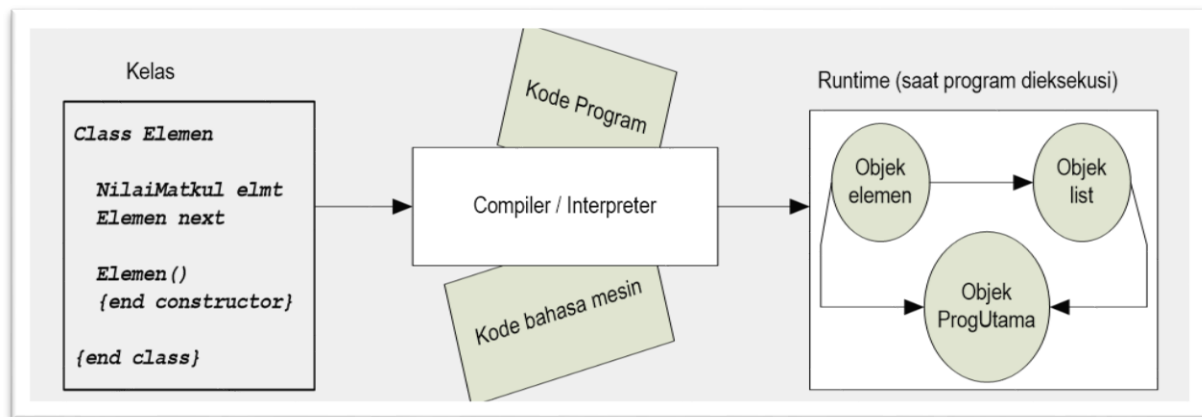 Kelas
Class Elemen
NilaiMatkul elmt
Elemen next
Elemen()
{end constructor}
{end class}
Kode Program
Compiler / Interpreter
Kode bahasa mesin
Runtime (saat program dieksekusi)
Objek
elemen
Objek
list
Objek
ProgUtama